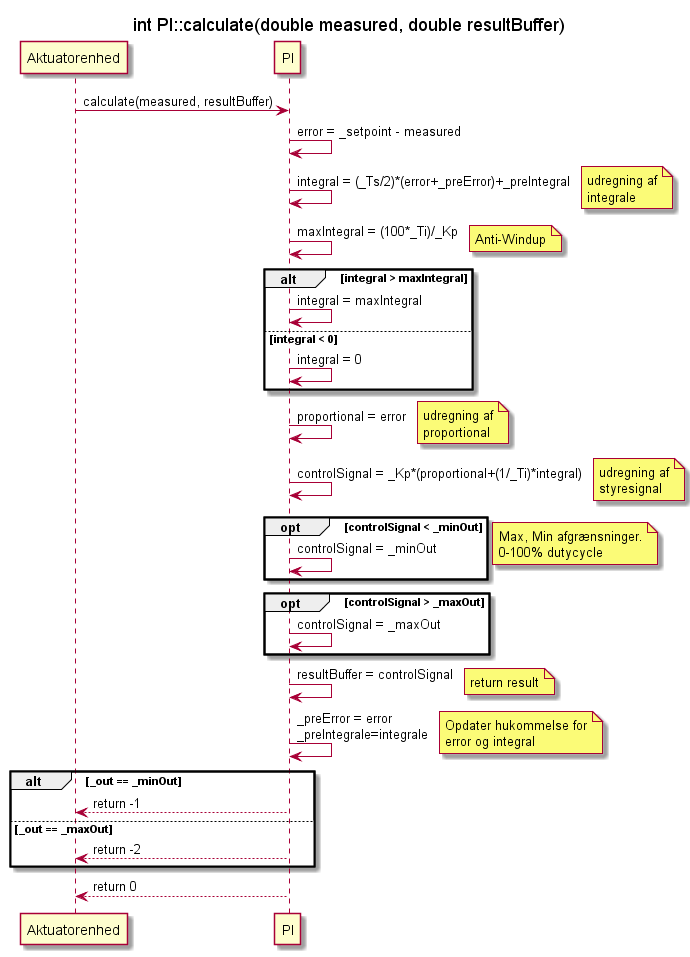 int PI::calculate(double measured, double resultBuffer)
Aktuatorenhed
PI
calculate(measured, resultBuffer)
error = _setpoint - measured
integral = (_Ts/2)*(error+_preError)+_preIntegral
udregning af
integrale
maxIntegral = (100*_Ti)/_Kp
Anti-Windup
alt
[integral > maxIntegral]
integral = maxIntegral
[integral < 0]
integral = 0
proportional = error
udregning af
proportional
controlSignal = _Kp*(proportional+(1/_Ti)*integral)
udregning af
styresignal
opt
[controlSignal < _minOut]
controlSignal = _minOut
Max, Min afgrænsninger.
0-100% dutycycle
opt
[controlSignal > _maxOut]
controlSignal = _maxOut
resultBuffer = controlSignal
return result
_preError = error
_preIntegrale=integrale
Opdater hukommelse for
error og integral
alt
[_out == _minOut]
return -1
[_out == _maxOut]
return -2
return 0
Aktuatorenhed
PI